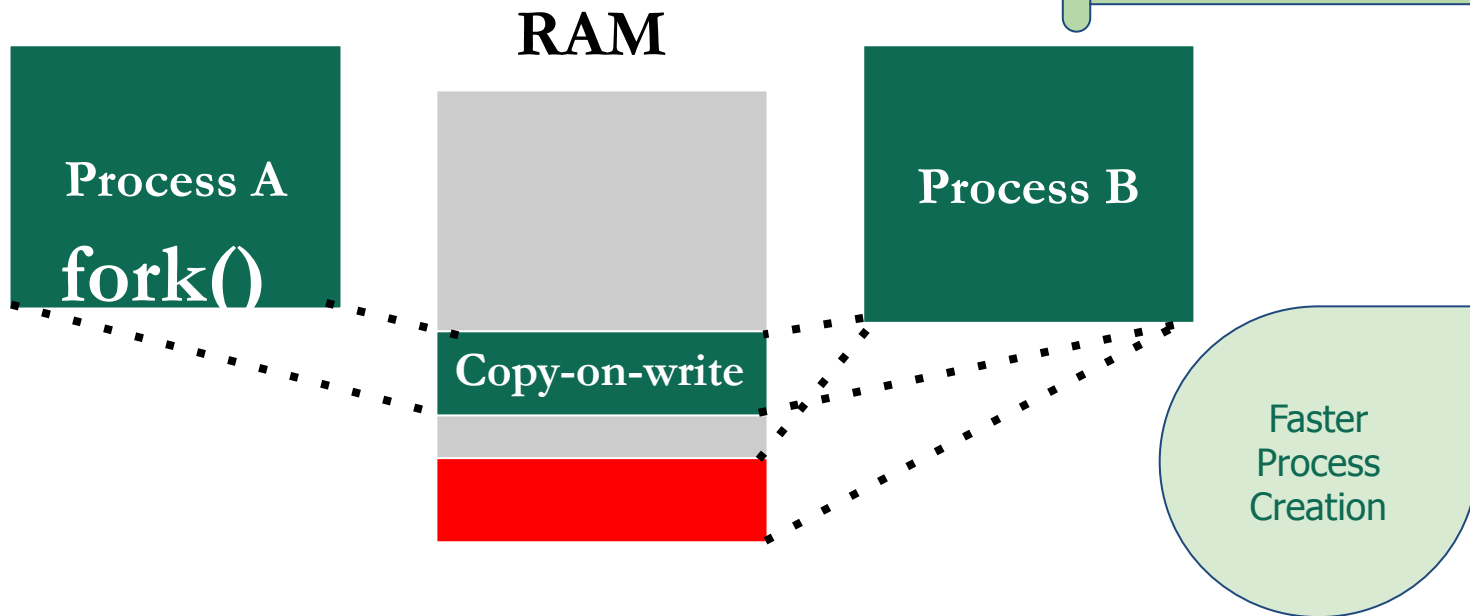 RAM
Process A
fork()
Copy-on-write
Process B
Faster
Process
Creation